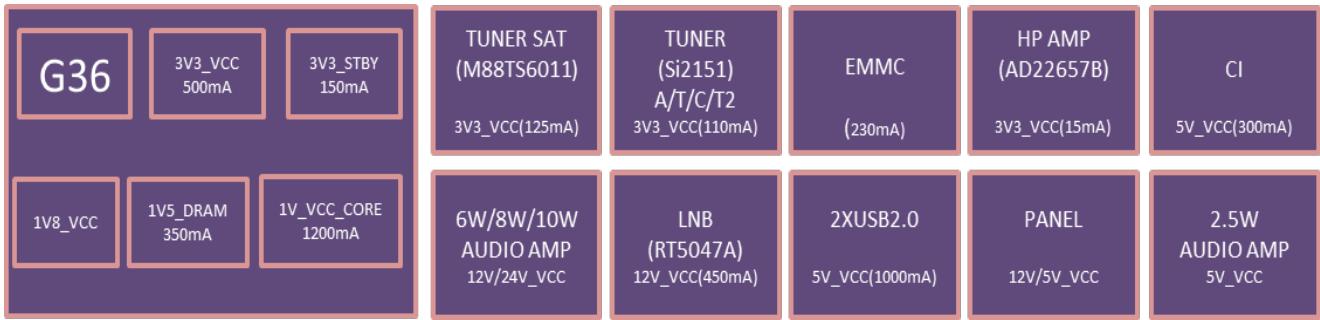 G36
3V3_VCC
500mA
3V3_STBY
150mA
1V8_VCC
1V5_DRAM
350mA
1V_VCC_CORE
1200mA
TUNER SAT
(M88TS6011)
3V3_VCC(125mA)
TUNER
(Si2151)
A/T/C/T2
3V3_VCC(110mA)
EMMC
(230mA)
HP AMP
(AD22657B)
3V3_VCC(15mA)
CI
5V_VCC(300mA)
6W/8W/10W
AUDIO AMP
12V/24V_VCC
LNB
(RT5047A)
12V_VCC(450mA)
2XUSB2.0
5V_VCC(1000mA)
PANEL
12V/5V_VCC
2.5W
AUDIO AMP
5V_VCC